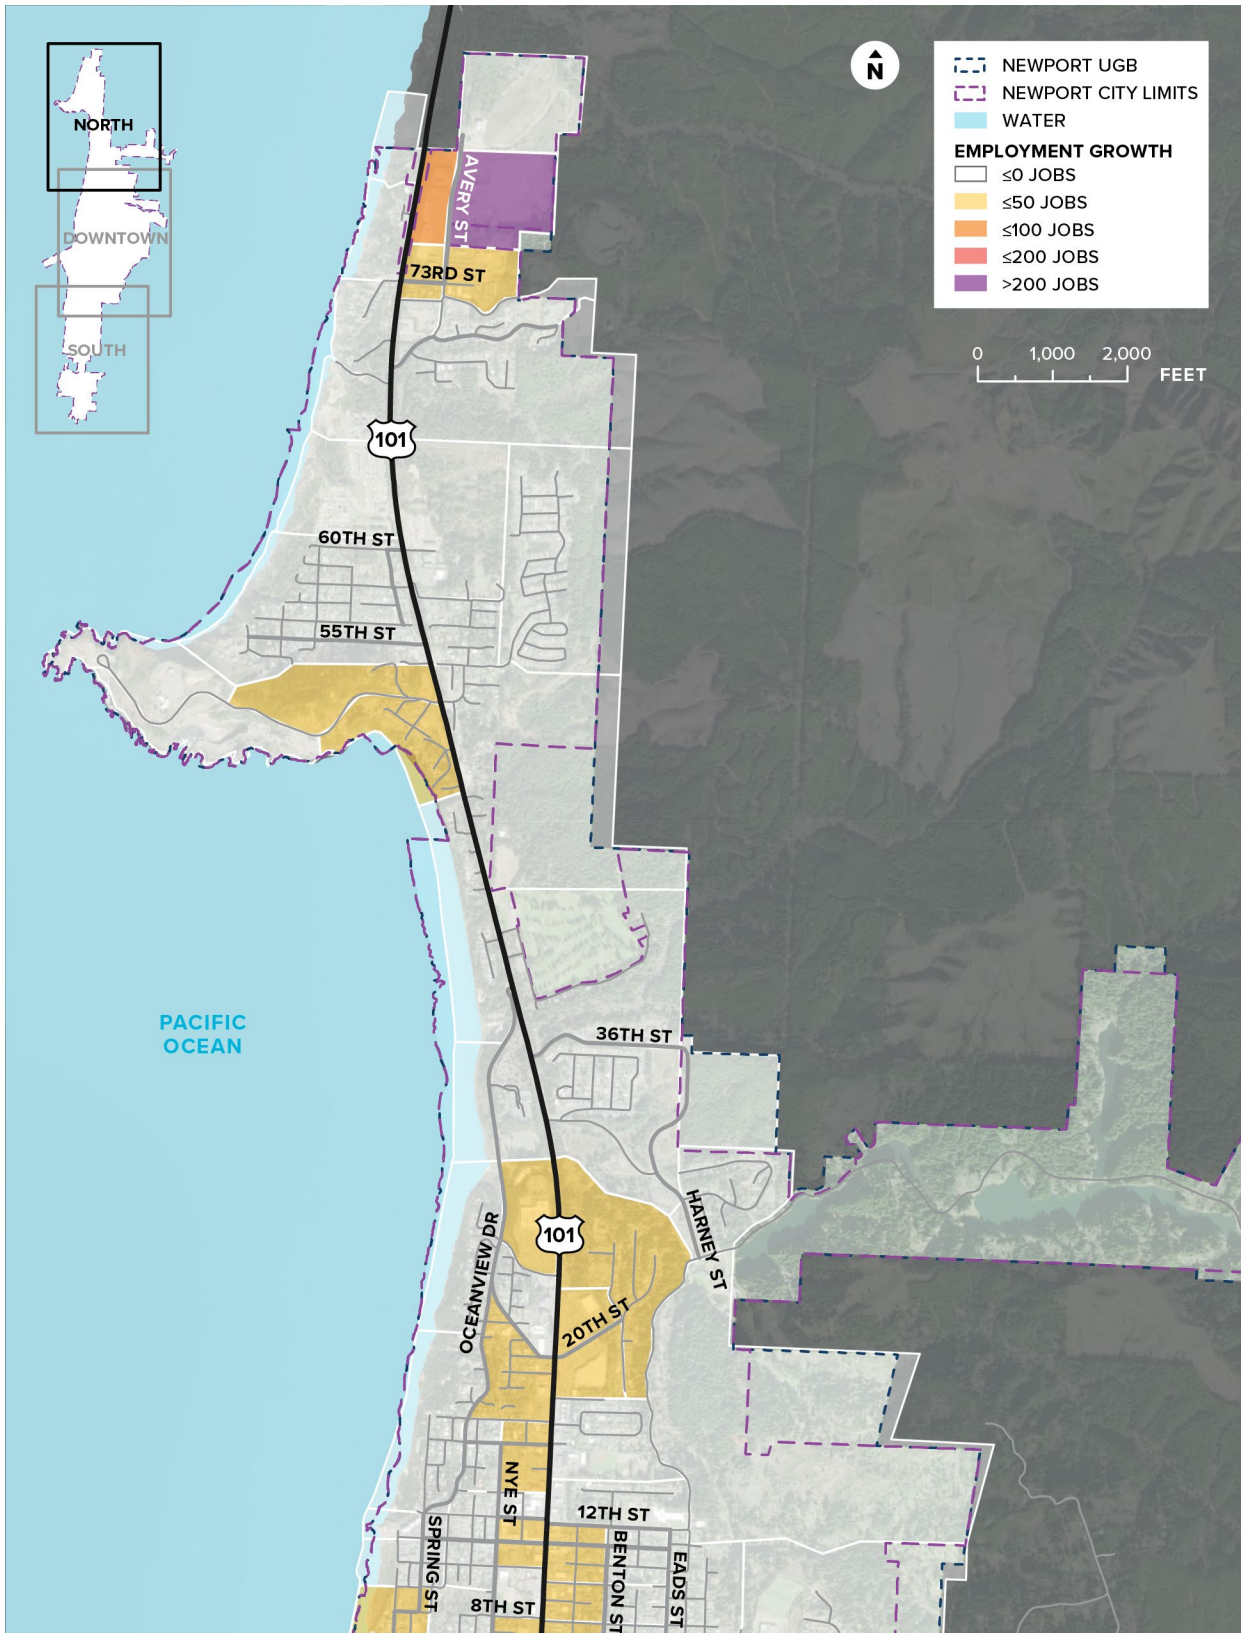 NORTH
DOWNTOWN
SOUTH
N
NEWPORT UGB
NEWPORT CITY LIMITS
WATER
EMPLOYMENT GROWTH
≤0 JOBS
≤50 JOBS
≤100 JOBS
≤200 JOBS
>200 JOBS
0 1,000 2,000
FEET
AVERY ST
73RD ST
101
60TH ST
55TH ST
PACIFIC
OCEAN
36TH ST
HARNEY ST
101
OCEANVIEW DR
20TH ST
NYE ST
12TH ST
SPRING ST
BENTON ST
EADS ST
8TH ST